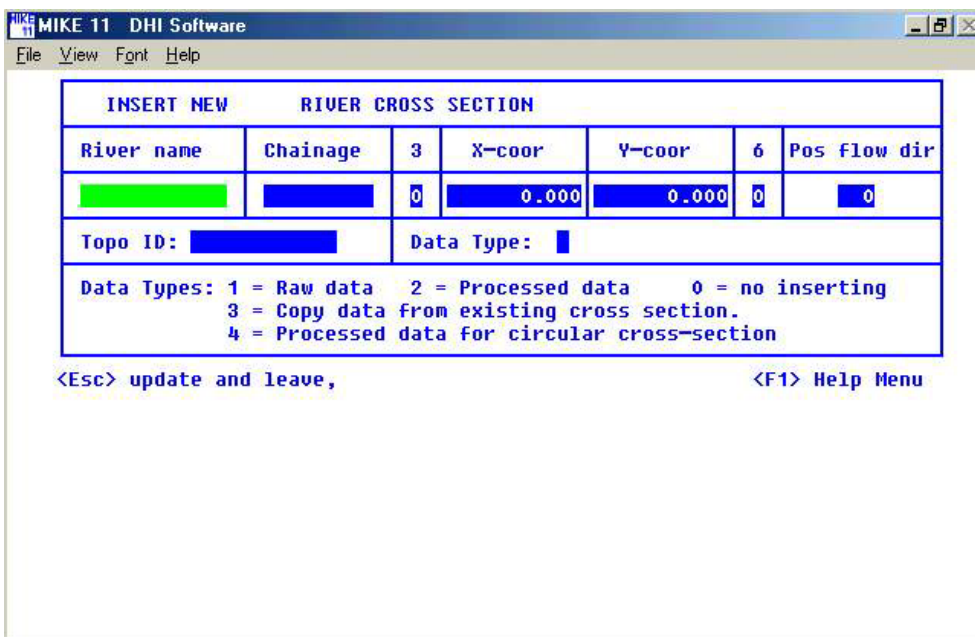 MIKE 11 MIKE 11 DHI Software
File View Font Help
INSERT NEW RIVER CROSS SECTION
River name Chainage 3 X-coor Y-coor 6 Pos flow dir
0 0.000 0.000 0 0
Topo ID: Data Type:
Data Types: 1 = Raw data 2 = Processed data 0 = no inserting
3 = Copy data from existing cross section.
4 = Processed data for circular cross-section
<Esc> update and leave, <F1> Help Menu